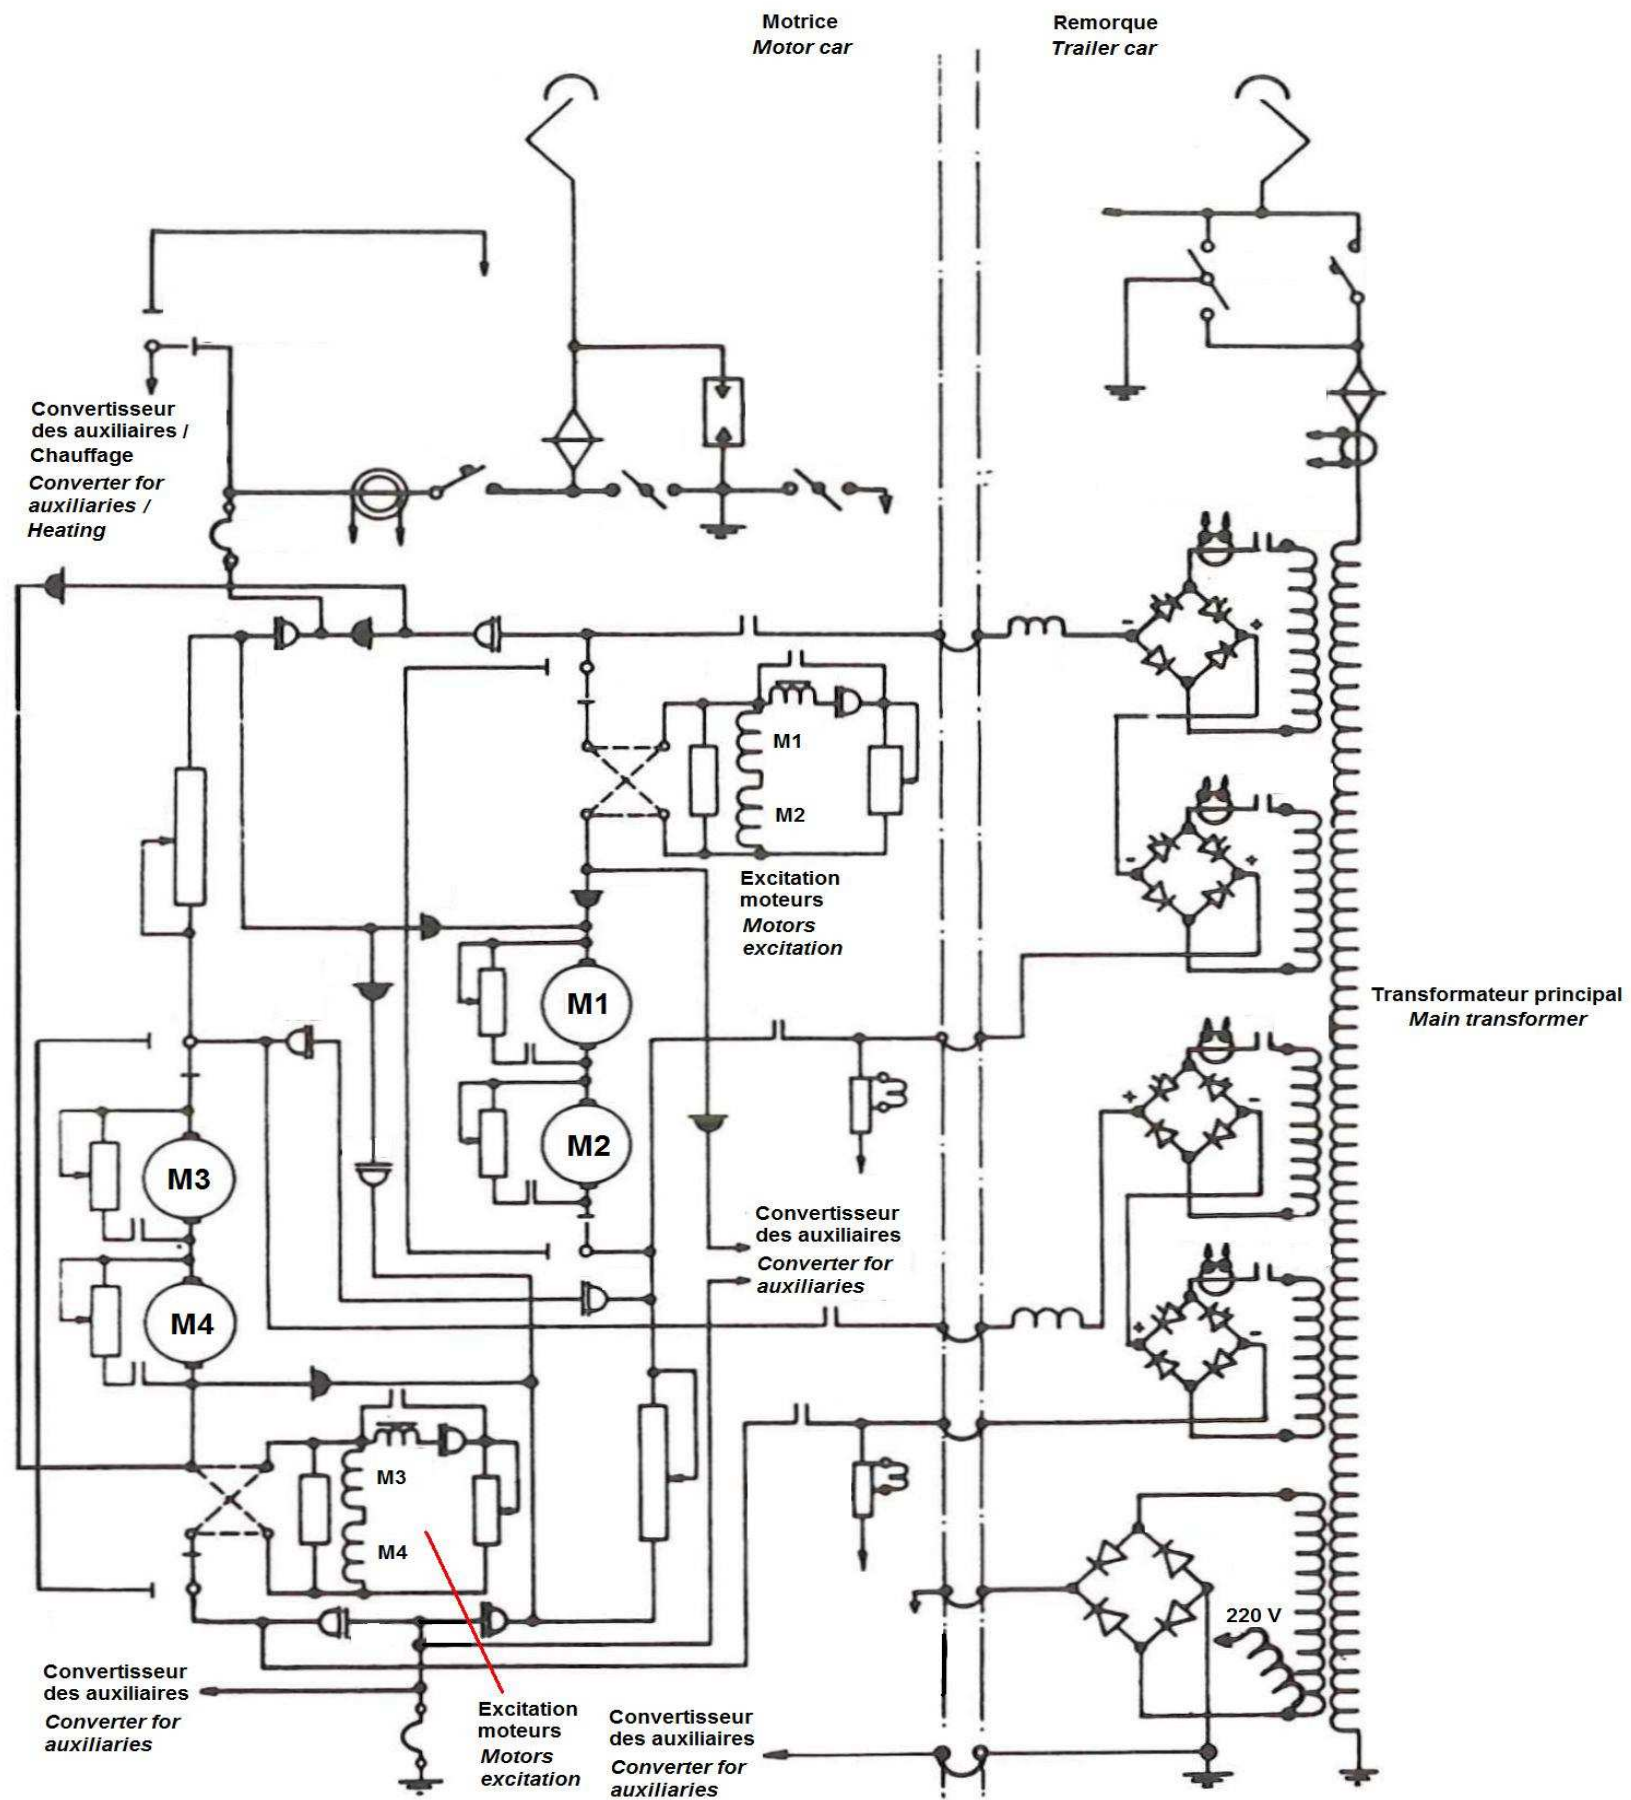 Motrice
Motor car
Remorque
Trailer car
Convertisseur
des auxiliaires /
Chauffage
Converter for
auxiliaries /
Heating
-
+
M1
M2
Excitation
moteurs
Motors
excitation
-
+
M1
Transformateur principal
Main transformer
+
-
M2
M3
Convertisseur
des auxiliaires
Converter for
auxiliaries
M4
+
-
M3
M4
220 V
Convertisseur
des auxiliaires
Converter for
auxiliaries
Excitation
moteurs
Motors
excitation
Convertisseur
des auxiliaires
Converter for
auxiliaries